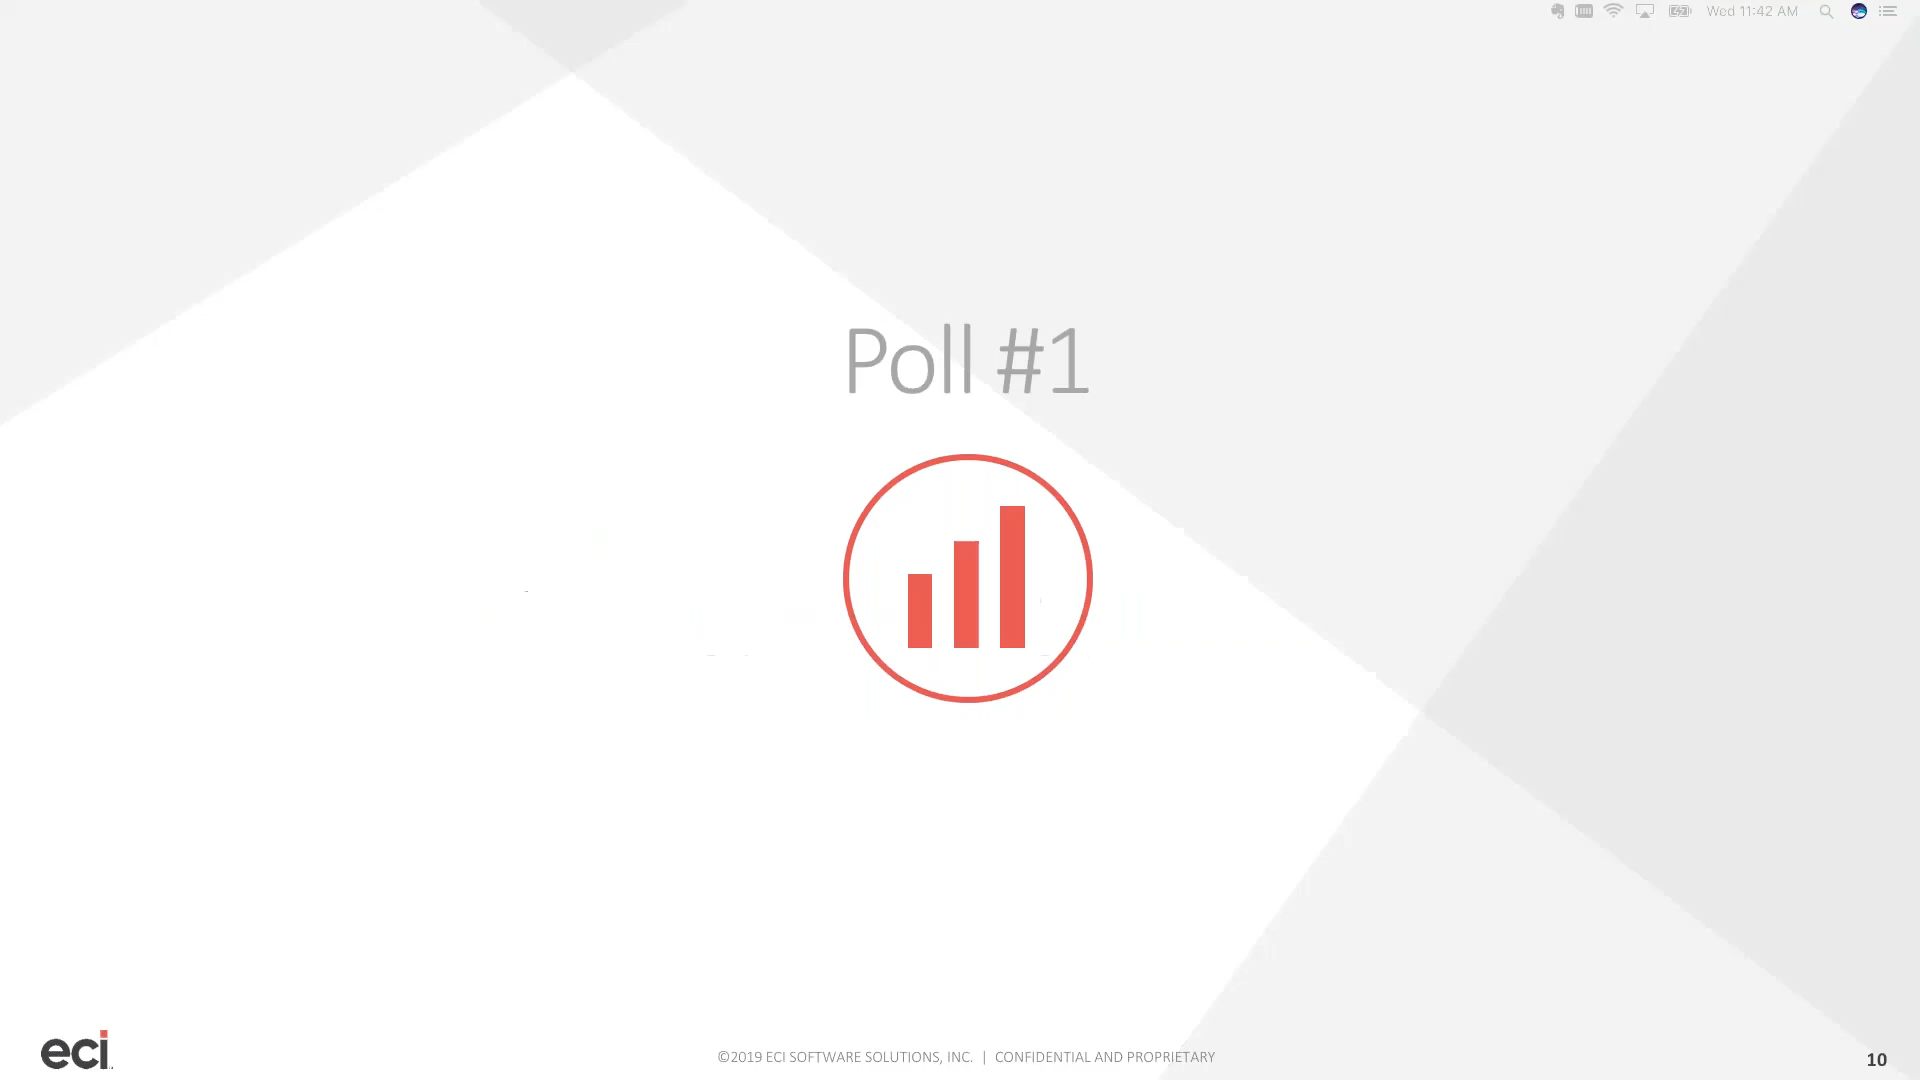 Wed 11:42 AM
Poll #1
eci
©2019 ECI SOFTWARE SOLUTIONS, INC. | CONFIDENTIAL AND PROPRIETARY
10